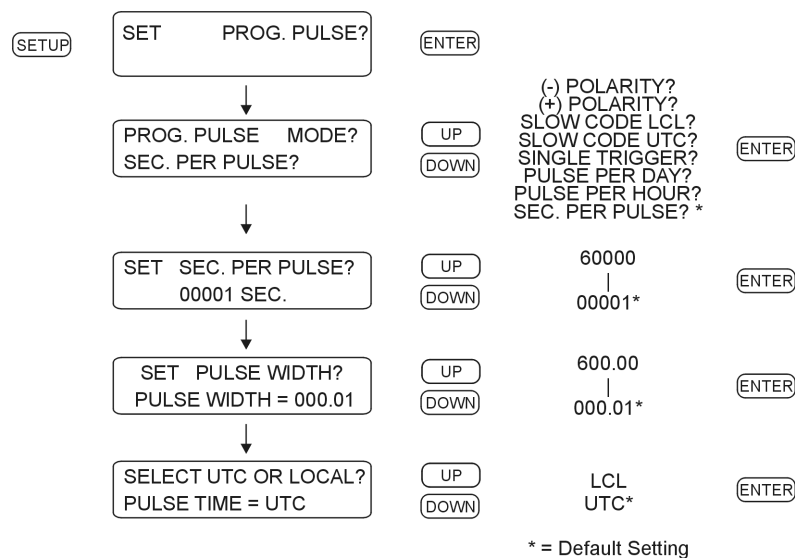 SETUP
SET PROG. PULSE?
ENTER
PROG. PULSE MODE?
SEC. PER PULSE?
UP
DOWN
(-) POLARITY?
(+) POLARITY?
SLOW CODE LCL?
SLOW CODE UTC?
SINGLE TRIGGER?
PULSE PER DAY?
PULSE PER HOUR?
SEC. PER PULSE? *
ENTER
SET SEC. PER PULSE?
00001 SEC.
UP
DOWN
60000
|
00001*
ENTER
SET PULSE WIDTH?
PULSE WIDTH = 000.01
UP
DOWN
600.00
|
000.01*
ENTER
SELECT UTC OR LOCAL?
PULSE TIME = UTC
UP
DOWN
LCL
UTC*
ENTER
* = Default Setting